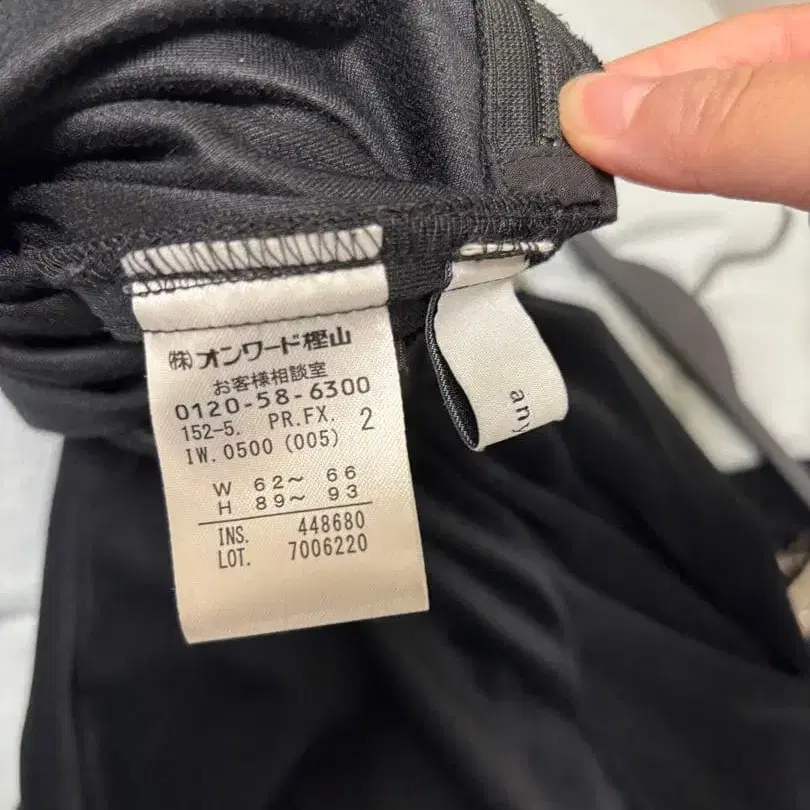 ㈱オンワード樫山
お客様相談室
0120-58-6300
152-5. PR.FX. 2
IW.0500 (005)
W 62～ 66
H 89～ 93
INS. 448680
LOT. 7006220
any